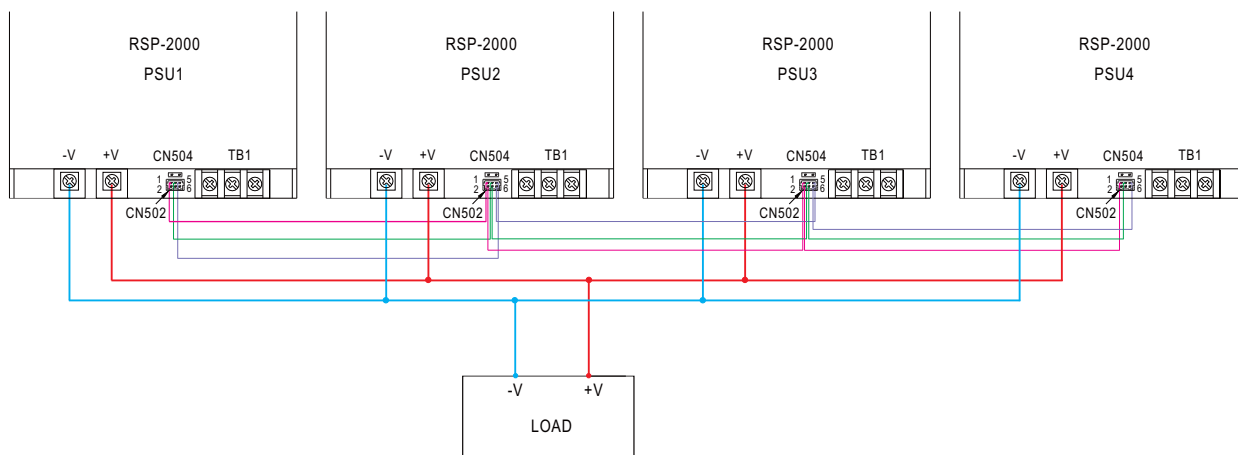 RSP-2000 RSP-2000 RSP-2000 RSP-2000
PSU1 PSU2 PSU3 PSU4
-V +V CN504 TB1 -V +V CN504 TB1 -V +V CN504 TB1 -V +V CN504 TB1
1 5 1 5 1 5 1 5
2 6 2 6 2 6 2 6
CN502 CN502 CN502 CN502
-V +V
LOAD